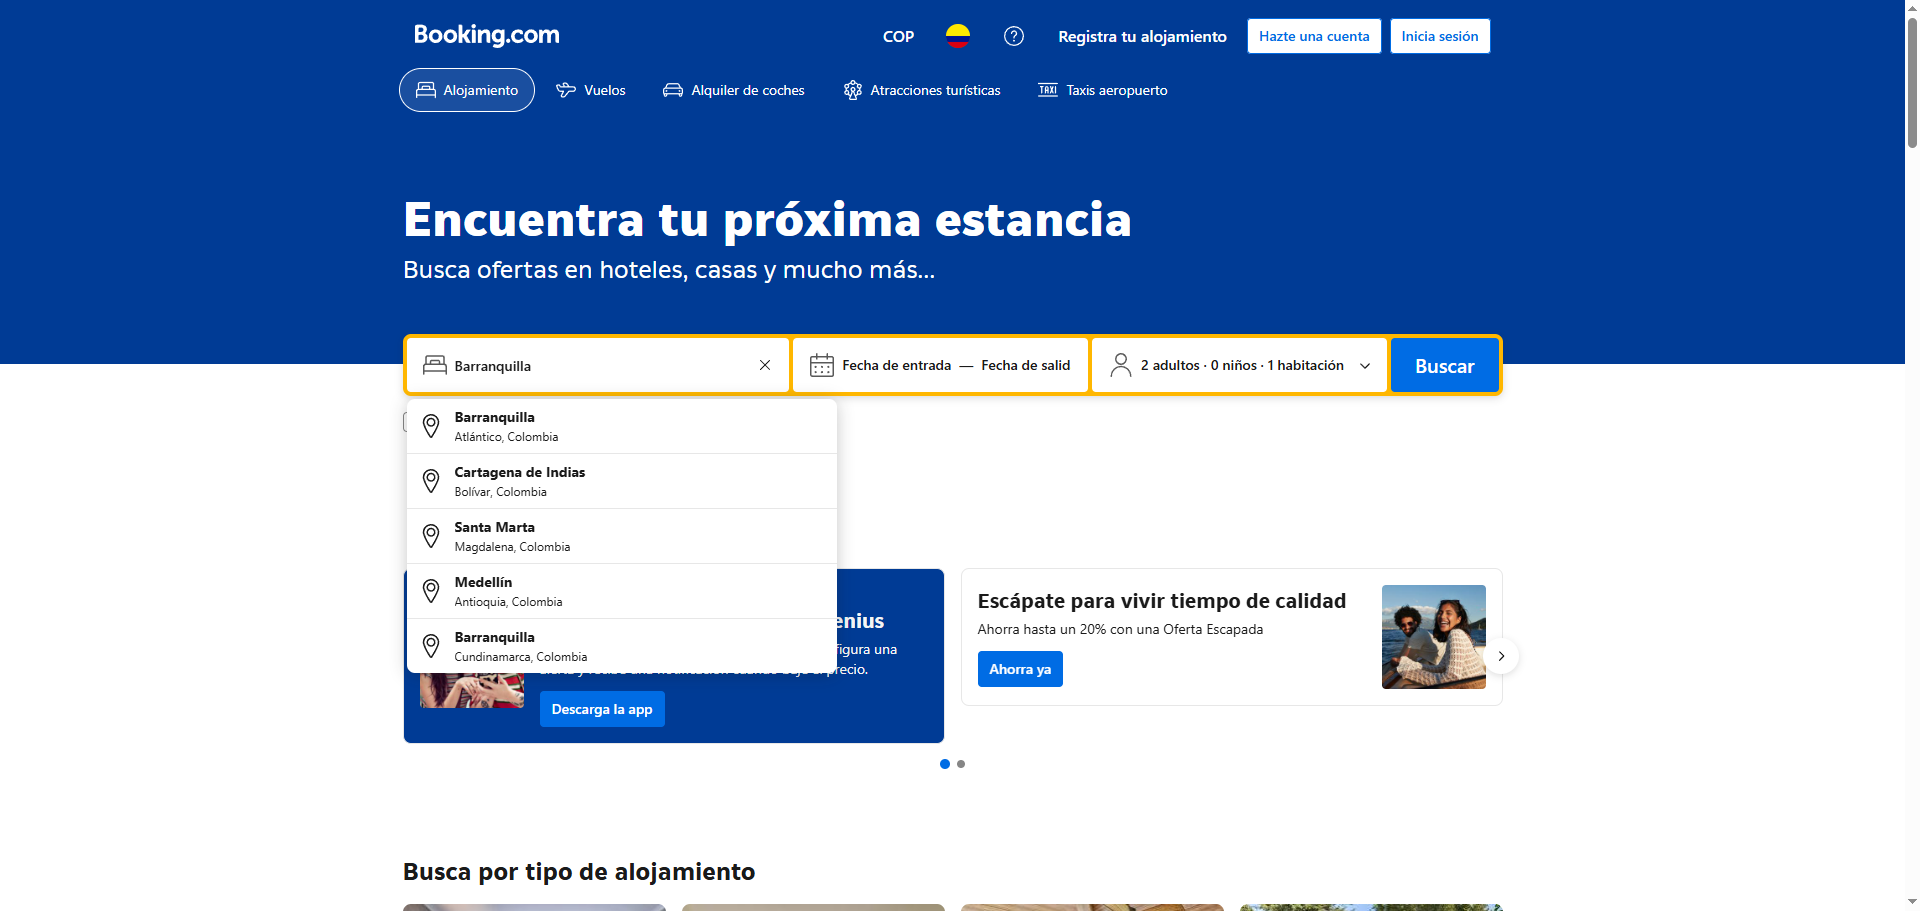 Booking.com
COP
Registra tu alojamiento
Hazte una cuenta
Inicia sesión
Alojamiento
Vuelos
Alquiler de coches
Atracciones turísticas
TAXI
Taxis aeropuerto
Encuentra tu próxima estancia
Busca ofertas en hoteles, casas y mucho más...
Barranquilla
Fecha de entrada — Fecha de salid
2 adultos · 0 niños · 1 habitación
Buscar
Barranquilla
Atlántico, Colombia
Cartagena de Indias
Bolívar, Colombia
Santa Marta
Magdalena, Colombia
Medellín
Antioquia, Colombia
Barranquilla
Cundinamarca, Colombia
enius
figura una
precio.
Descarga la app
Escápate para vivir tiempo de calidad
Ahorra hasta un 20% con una Oferta Escapada
Ahorra ya
Busca por tipo de alojamiento